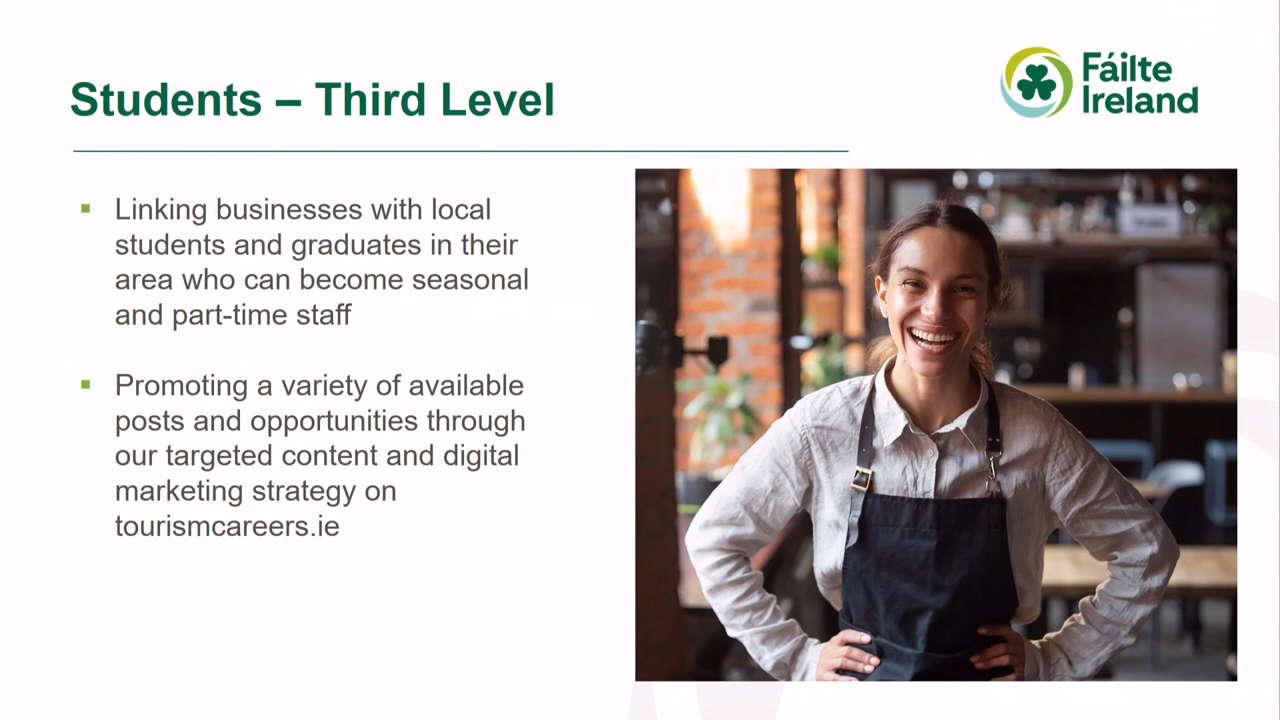 Students – Third Level
Fáilte
Ireland
Linking businesses with local
students and graduates in their
area who can become seasonal
and part-time staff
Promoting a variety of available
posts and opportunities through
our targeted content and digital
marketing strategy on
tourismcareers.ie